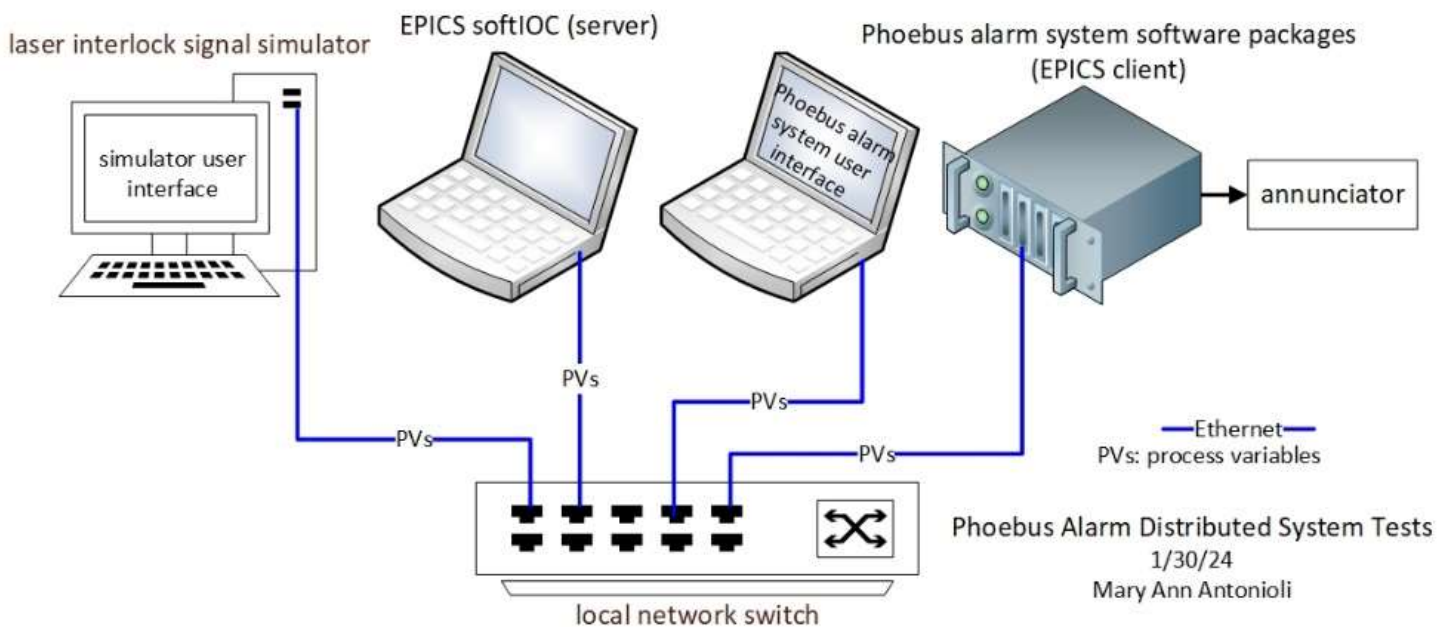 laser interlock signal simulator
EPICS softIOC (server)
Phoebus alarm system software packages
(EPICS client)
simulator user
interface
Phoebus alarm
system user
interface
annunciator
PVs
PVs
PVs
PVs
Ethernet
PVs: process variables
Phoebus Alarm Distributed System Tests
1/30/24
Mary Ann Antonioli
local network switch